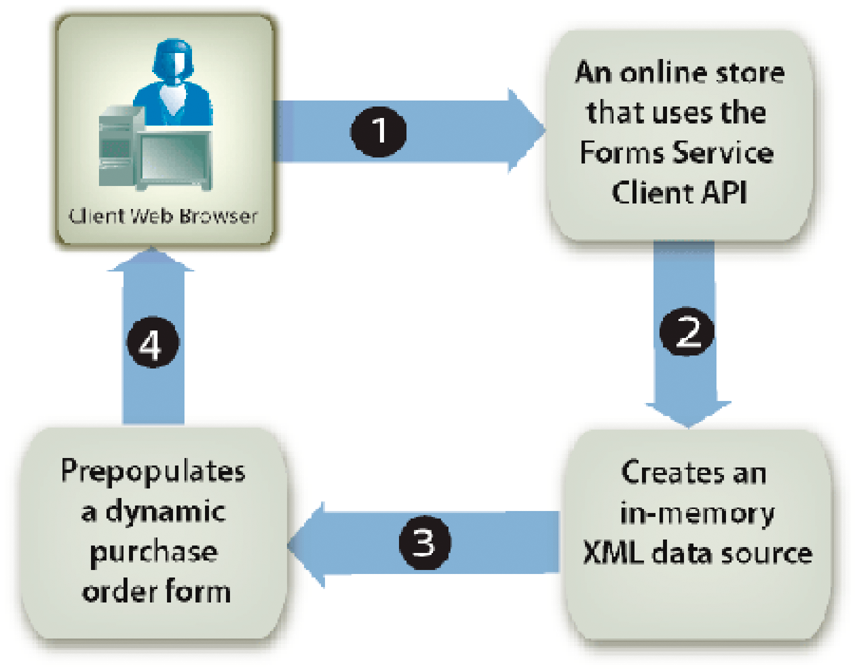 Client Web Browser
1
An online store
that uses the
Forms Service
Client API
2
Creates an
in-memory
XML data source
3
Prepopulates
a dynamic
purchase
order form
4